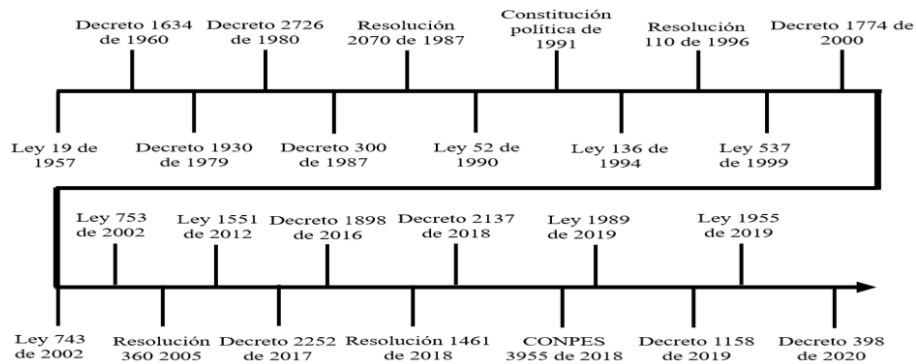 Decreto 1634
de 1960
Decreto 2726
de 1980
Resolución
2070 de 1987
Constitución
política de
1991
Resolución
110 de 1996
Decreto 1774 de
2000
Ley 19 de
1957
Decreto 1930
de 1979
Decreto 300
de 1987
Ley 52 de
1990
Ley 136 de
1994
Ley 537
de 1999
Ley 753
de 2002
Ley 1551
de 2012
Decreto 1898
de 2016
Decreto 2137
de 2018
Ley 1989
de 2019
Ley 1955
de 2019
Ley 743
de 2002
Resolución
360 2005
Decreto 2252
de 2017
Resolución 1461
de 2018
CONPES
3955 de 2018
Decreto 1158
de 2019
Decreto 398
de 2020